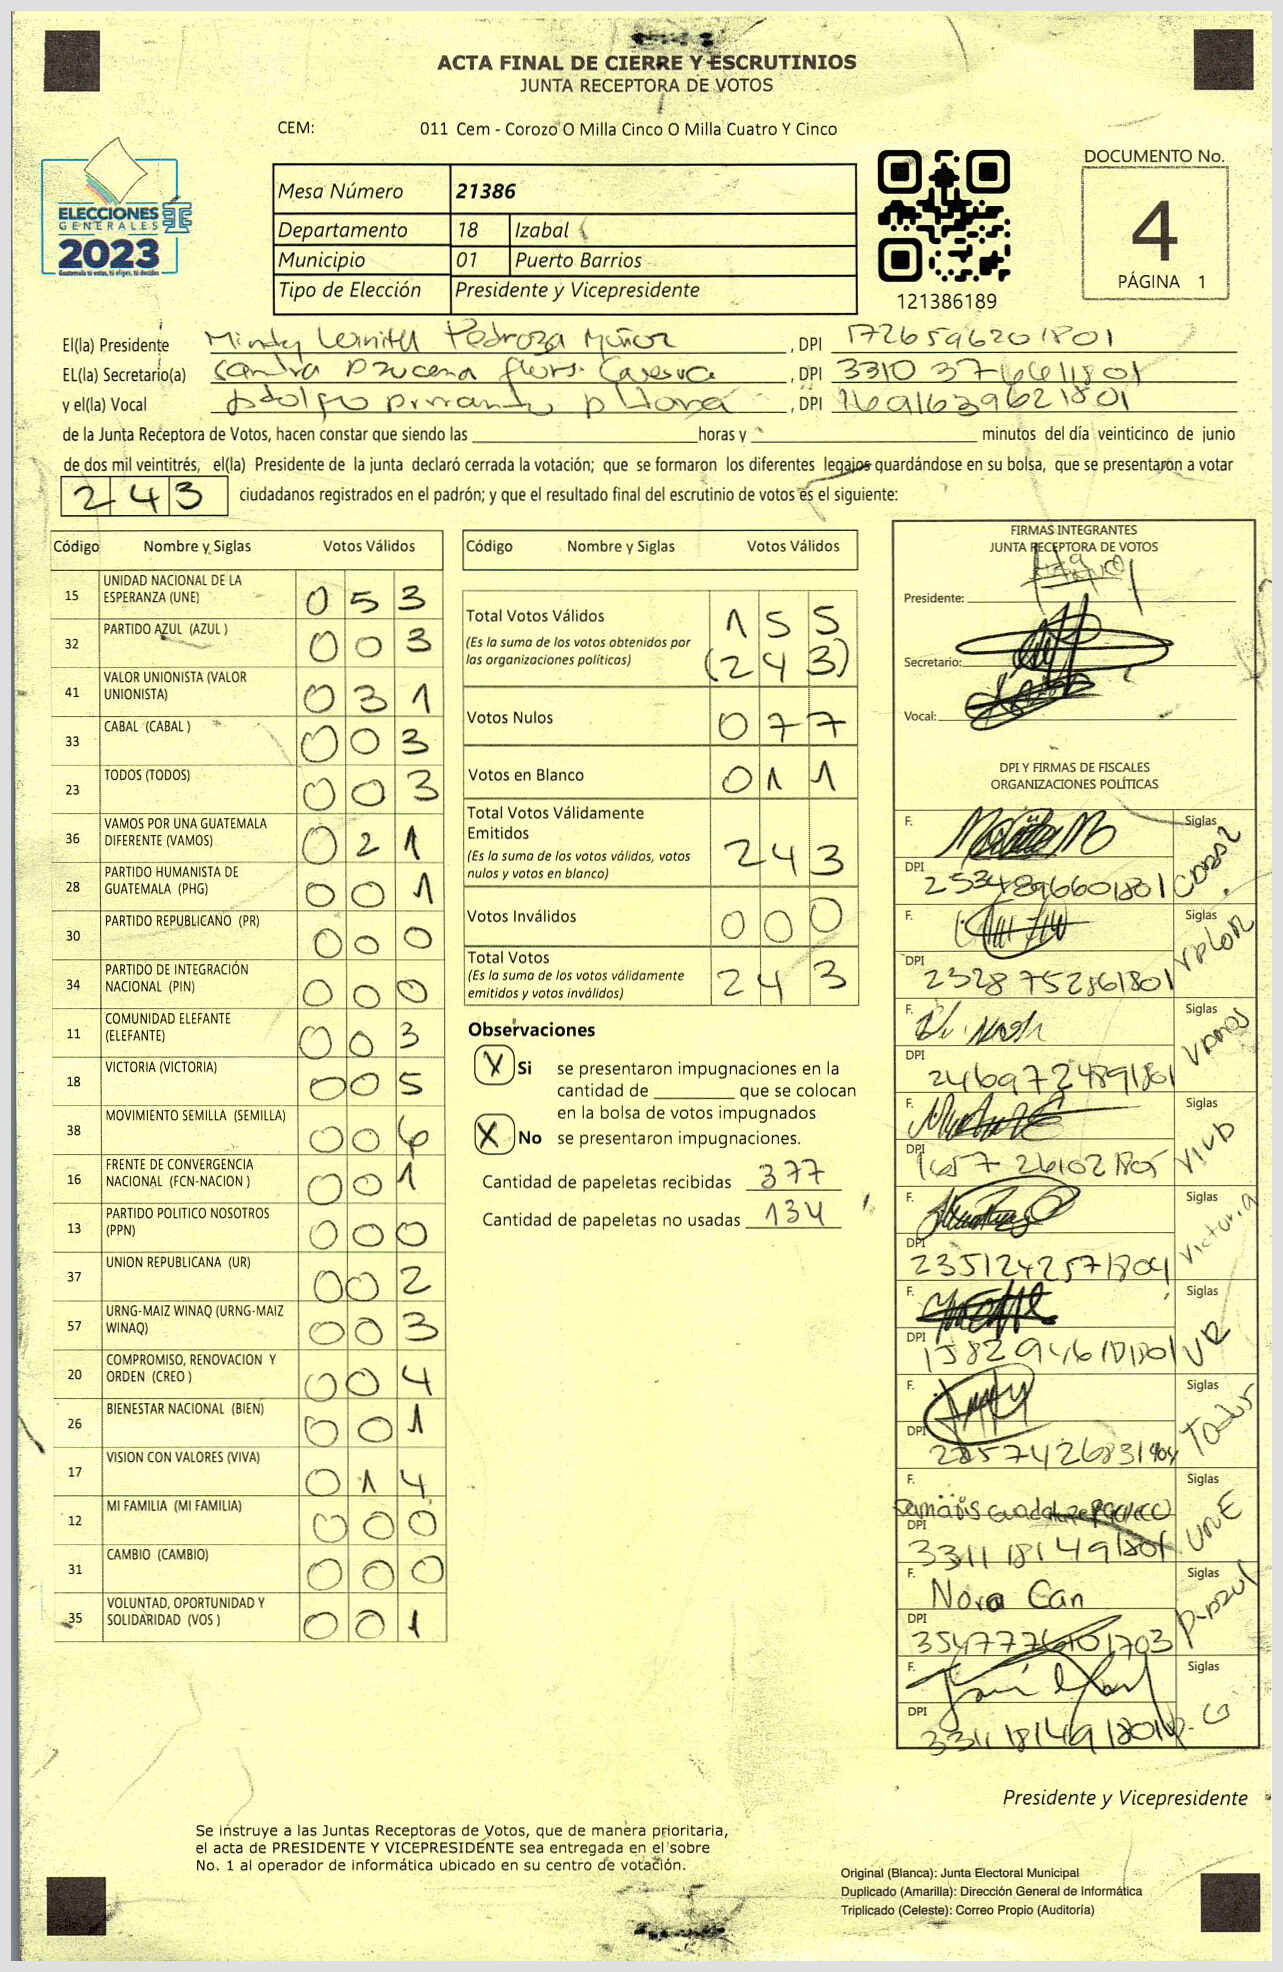 ACTA FINAL DE CIERRE Y ESCRUTINIOS
JUNTA RECEPTORA DE VOTOS
CEM: 011 Cem - Corozo O Milla Cinco O Milla Cuatro Y Cinco
ELECCIONES
GENERALES
2023
Guatemala tú votas, tú eliges, tú decides
Mesa Número 21386
Departamento 18 Izabal
Municipio 01 Puerto Barrios
Tipo de Elección Presidente y Vicepresidente
121386189
DOCUMENTO No.
4
PÁGINA 1
El(la) Presidente Mindy Pedroza Muñoz, DPI 1726596201801
EL(la) Secretario(a) Sandra, DPI 3310376611801
y el(la) Vocal, DPI 1691639621801
de la Junta Receptora de Votos, hacen constar que siendo las horas y minutos del día veinticinco de junio
de dos mil veintitrés, el(la) Presidente de la junta declaró cerrada la votación; que se formaron los diferentes legajos guardándose en su bolsa, que se presentaron a votar
243 ciudadanos registrados en el padrón; y que el resultado final del escrutinio de votos es el siguiente:
Código Nombre y Siglas Votos Válidos
15 UNIDAD NACIONAL DE LA ESPERANZA (UNE) 053
32 PARTIDO AZUL (AZUL ) 003
41 VALOR UNIONISTA (VALOR UNIONISTA) 031
33 CABAL (CABAL ) 003
23 TODOS (TODOS) 003
36 VAMOS POR UNA GUATEMALA DIFERENTE (VAMOS) 021
28 PARTIDO HUMANISTA DE GUATEMALA (PHG) 001
30 PARTIDO REPUBLICANO (PR) 000
34 PARTIDO DE INTEGRACIÓN NACIONAL (PIN) 000
11 COMUNIDAD ELEFANTE (ELEFANTE) 003
18 VICTORIA (VICTORIA) 005
38 MOVIMIENTO SEMILLA (SEMILLA) 006
16 FRENTE DE CONVERGENCIA NACIONAL (FCN-NACION ) 001
13 PARTIDO POLITICO NOSOTROS (PPN) 000
37 UNION REPUBLICANA (UR) 002
57 URNG-MAIZ WINAQ (URNG-MAIZ WINAQ) 003
20 COMPROMISO, RENOVACION Y ORDEN (CREO ) 004
26 BIENESTAR NACIONAL (BIEN) 001
17 VISION CON VALORES (VIVA) 014
12 MI FAMILIA (MI FAMILIA) 000
31 CAMBIO (CAMBIO) 000
35 VOLUNTAD, OPORTUNIDAD Y SOLIDARIDAD (VOS ) 001
Código Nombre y Siglas Votos Válidos
Total Votos Válidos 155
(Es la suma de los votos obtenidos por las organizaciones políticas) (243)
Votos Nulos 077
Votos en Blanco 011
Total Votos Válidamente Emitidos
(Es la suma de los votos válidos, votos nulos y votos en blanco) 243
Votos Inválidos 000
Total Votos
(Es la suma de los votos válidamente emitidos y votos inválidos) 243
Observaciones
X Si se presentaron impugnaciones en la
cantidad de que se colocan
en la bolsa de votos impugnados
X No se presentaron impugnaciones.
Cantidad de papeletas recibidas 377
Cantidad de papeletas no usadas 134
FIRMAS INTEGRANTES
JUNTA RECEPTORA DE VOTOS
Presidente:
Secretario:
Vocal:
DPI Y FIRMAS DE FISCALES
ORGANIZACIONES POLÍTICAS
F. Siglas
DPI 2534896601801
F. Siglas Valor
DPI 2328752861801
F. Siglas Vamos
DPI 2469724891801
F. Siglas
DPI 1657261021805
F. Siglas Victoria
DPI 2351242571804
F. Siglas UR
DPI
F. Siglas Todos
DPI
F. Siglas UNE
Damaris Guadalupe
DPI 3311181491801
F. Nora Can Siglas P-Azul
DPI 3547776101703
F. Siglas
DPI
Presidente y Vicepresidente
Se instruye a las Juntas Receptoras de Votos, que de manera prioritaria,
el acta de PRESIDENTE Y VICEPRESIDENTE sea entregada en el sobre
No. 1 al operador de informática ubicado en su centro de votación.
Original (Blanca): Junta Electoral Municipal
Duplicado (Amarilla): Dirección General de Informática
Triplicado (Celeste): Correo Propio (Auditoría)